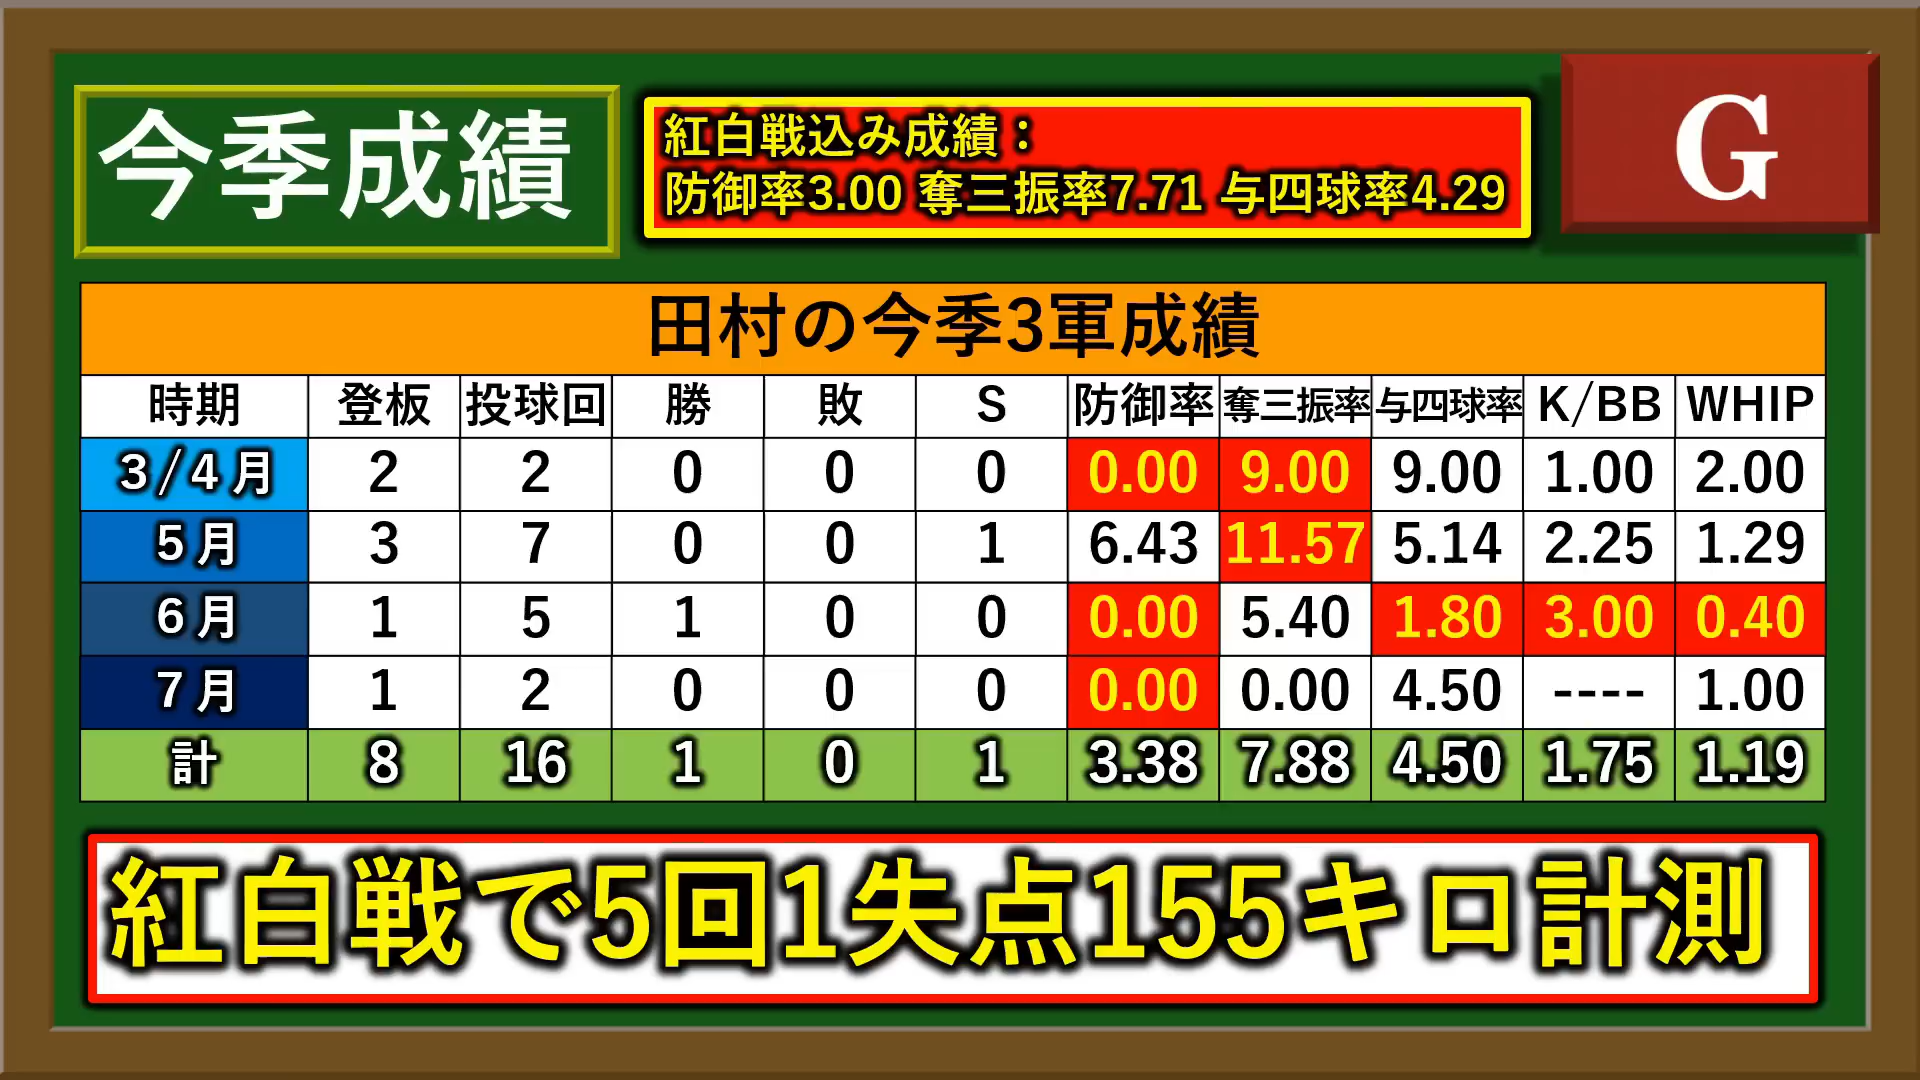 今季成績
紅白戦込み成績：
防御率3.00 奪三振率7.71 与四球率4.29
G
田村の今季3軍成績
時期 登板 投球回 勝 敗 S 防御率 奪三振率 与四球率 K/BB WHIP
3/4月 2 2 0 0 0 0.00 9.00 9.00 1.00 2.00
5月 3 7 0 0 1 6.43 11.57 5.14 2.25 1.29
6月 1 5 1 0 0 0.00 5.40 1.80 3.00 0.40
7月 1 2 0 0 0 0.00 0.00 4.50 ---- 1.00
計 8 16 1 0 1 3.38 7.88 4.50 1.75 1.19
紅白戦で5回1失点155キロ計測